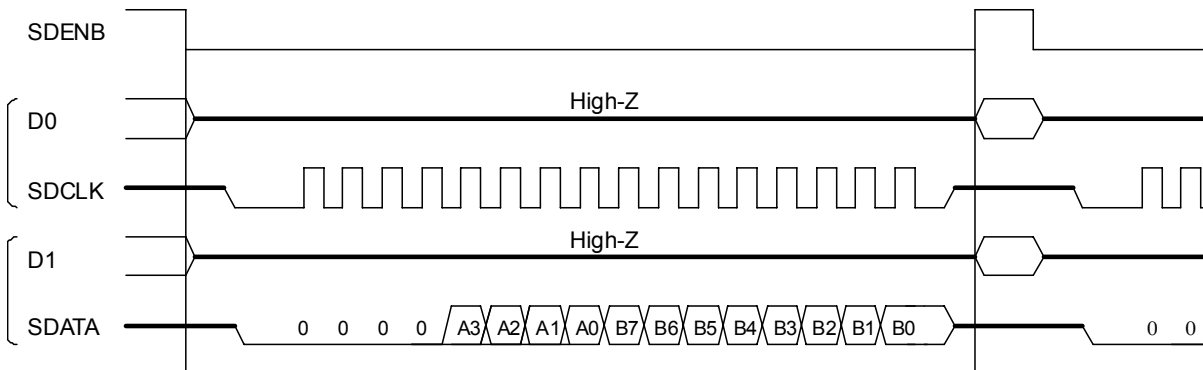 SDENB
High-Z
D0
SDCLK
High-Z
D1
SDATA 0 0 0 0 A3 A2 A1 A0 B7 B6 B5 B4 B3 B2 B1 B0 0 0